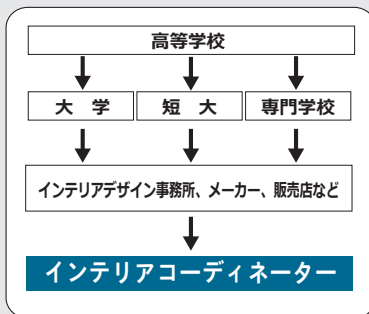 高等学校
大学 短大 専門学校
インテリアデザイン事務所、メーカー、販売店など
インテリアコーディネーター